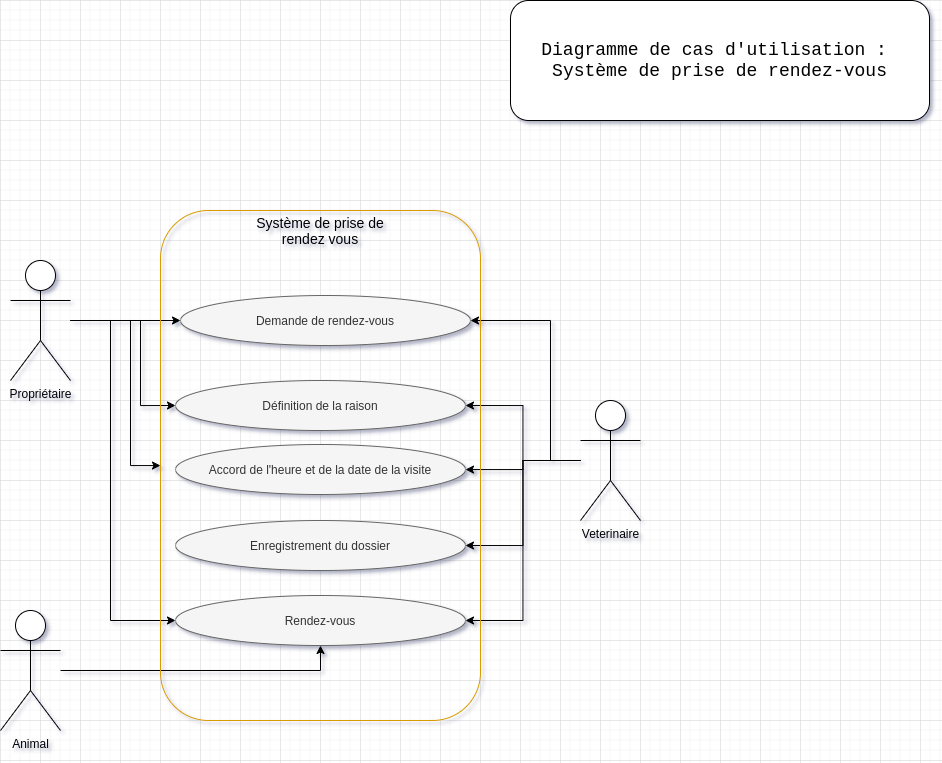 Diagramme de cas d'utilisation :
Système de prise de rendez-vous
Système de prise de
rendez vous
Demande de rendez-vous
Propriétaire
Définition de la raison
Accord de l'heure et de la date de la visite
Veterinaire
Enregistrement du dossier
Rendez-vous
Animal